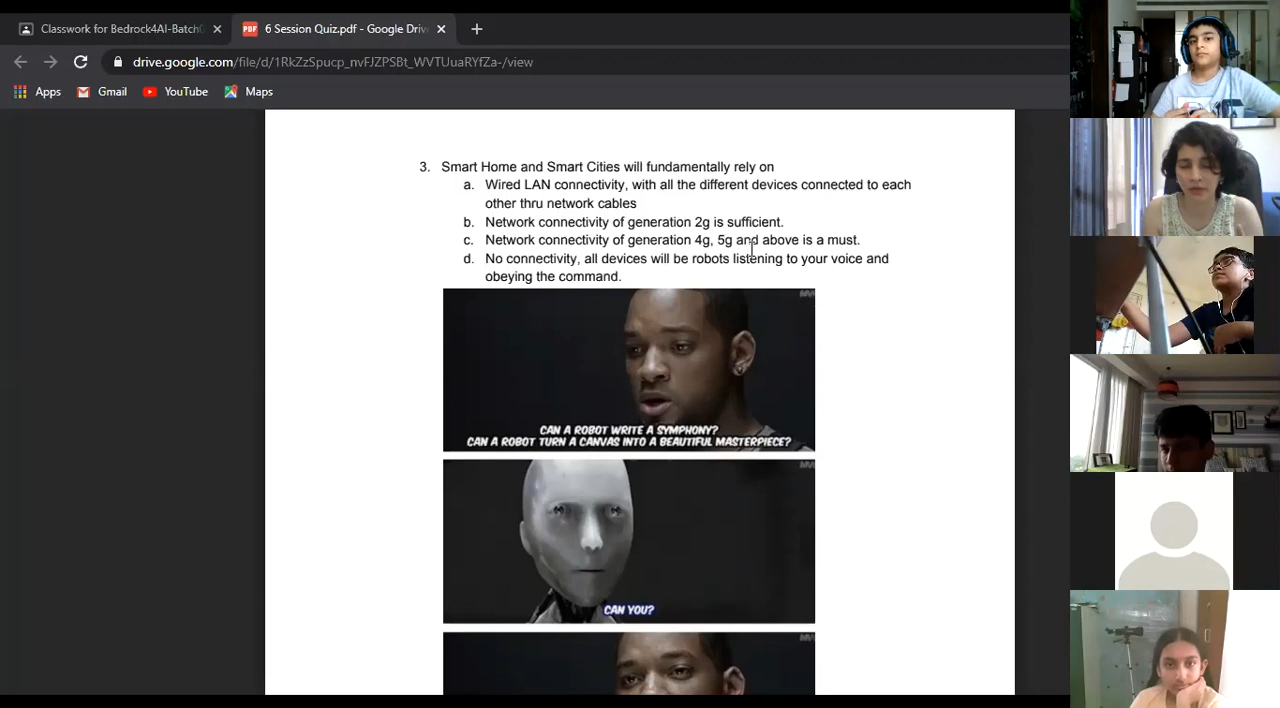 Classwork for Bedrock4AI-Batch
PDF
6 Session Quiz.pdf - Google Driv
drive.google.com/file/d/1RkZzSpucp_nvFJZPSBt_WVTUuaRYfZa-/view
Apps
Gmail
YouTube
Maps
3. Smart Home and Smart Cities will fundamentally rely on
a. Wired LAN connectivity, with all the different devices connected to each
other thru network cables
b. Network connectivity of generation 2g is sufficient.
c. Network connectivity of generation 4g, 5g and above is a must.
d. No connectivity, all devices will be robots listening to your voice and
obeying the command.
CAN A ROBOT WRITE A SYMPHONY?
CAN A ROBOT TURN A CANVAS INTO A BEAUTIFUL MASTERPIECE?
CAN YOU?